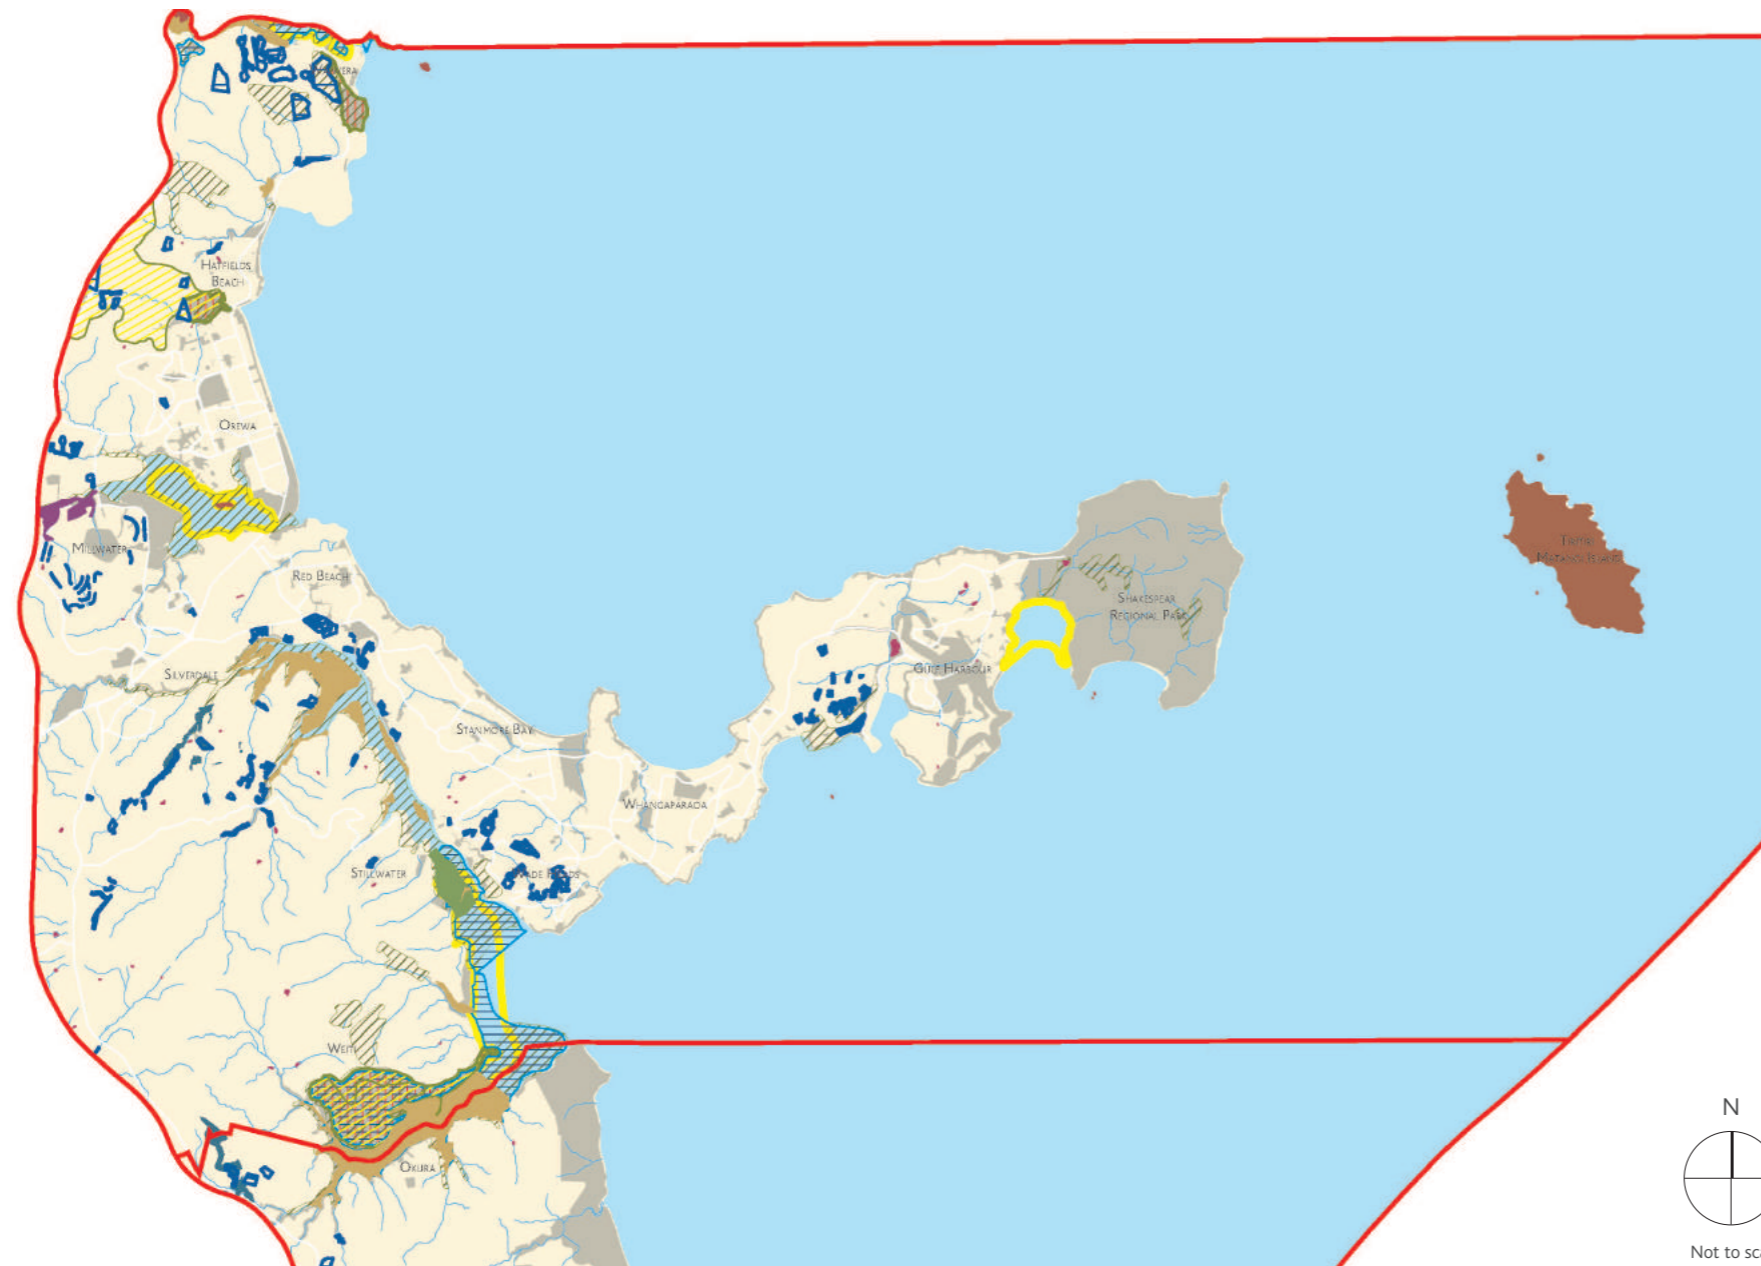 HATFIELDS
BEACH
OREWA
MILLWATER
RED BEACH
SHAKESPEAR
REGIONAL PARK
SILVERDALE
GULF HARBOUR
STANMORE BAY
WHANGAPARAOA
STILLWATER
WEITI
OKURA
N
Not to sca